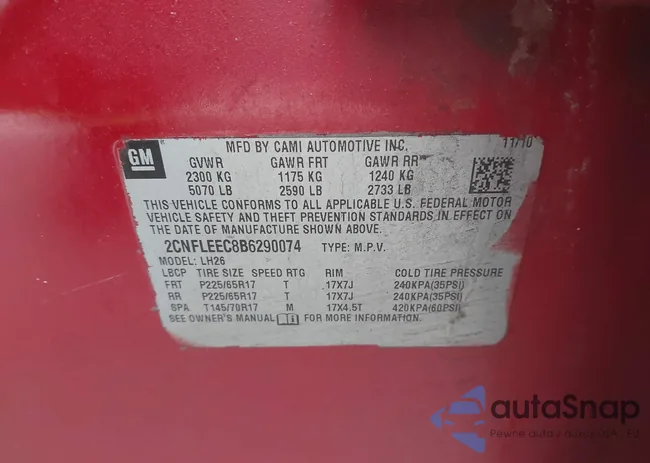 GM
MFD BY CAMI AUTOMOTIVE INC. 11/10
GVWR GAWR FRT GAWR RR
2300 KG 1175 KG 1240 KG
5070 LB 2590 LB 2733 LB
THIS VEHICLE CONFORMS TO ALL APPLICABLE U.S. FEDERAL MOTOR
VEHICLE SAFETY AND THEFT PREVENTION STANDARDS IN EFFECT ON
THE DATE OF MANUFACTURE SHOWN ABOVE.
2CNFLEEC8B6290074 TYPE: M.P.V.
MODEL: LH26
LBCP TIRE SIZE SPEED RTG RIM COLD TIRE PRESSURE
FRT P225/65R17 T 17X7J 240KPA(35PSI)
RR P225/65R17 T 17X7J 240KPA(35PSI)
SPA T145/70R17 M 17X4.5T 420KPA(60PSI)
SEE OWNER'S MANUAL FOR MORE INFORMATION.
autaSnap
Pewne auta z